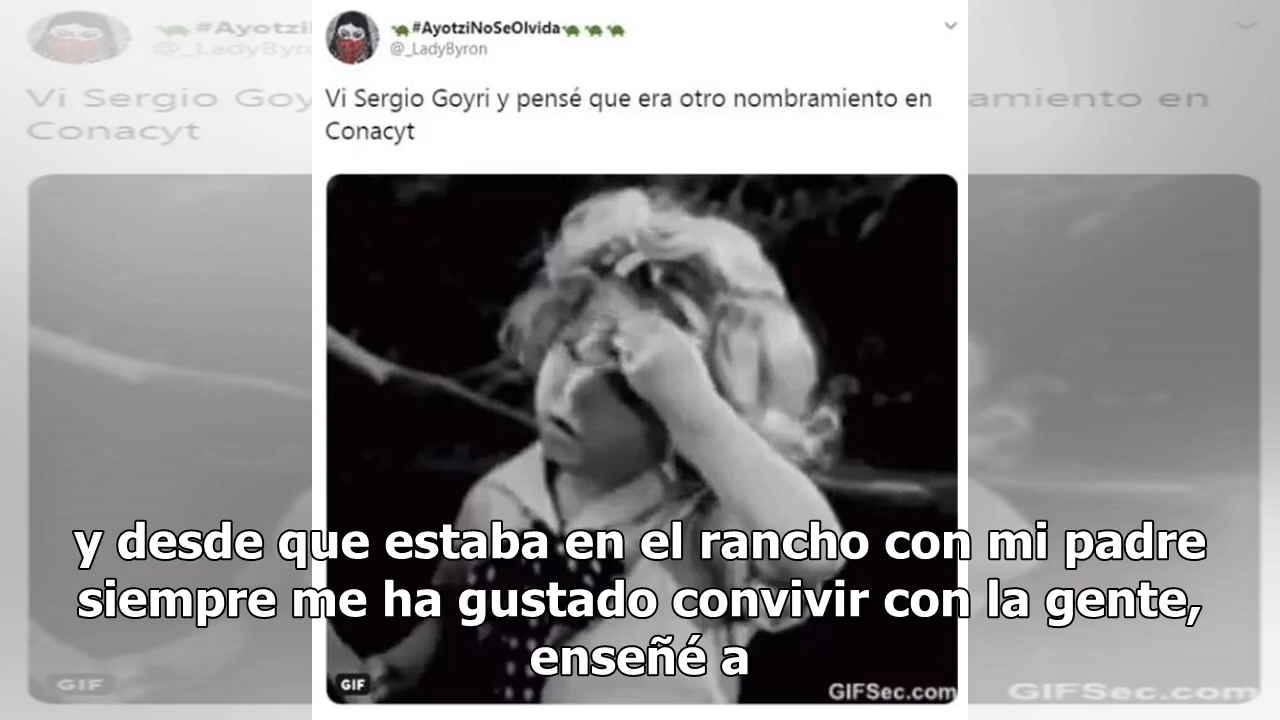 #AyotziNoSeOlvida
@_LadyByron
Vi Sergio Goyri y pensé que era otro nombramiento en
Conacyt
y desde que estaba en el rancho con mi padre
siempre me ha gustado convivir con la gente,
enseñé a
GIF
GIFSec.com